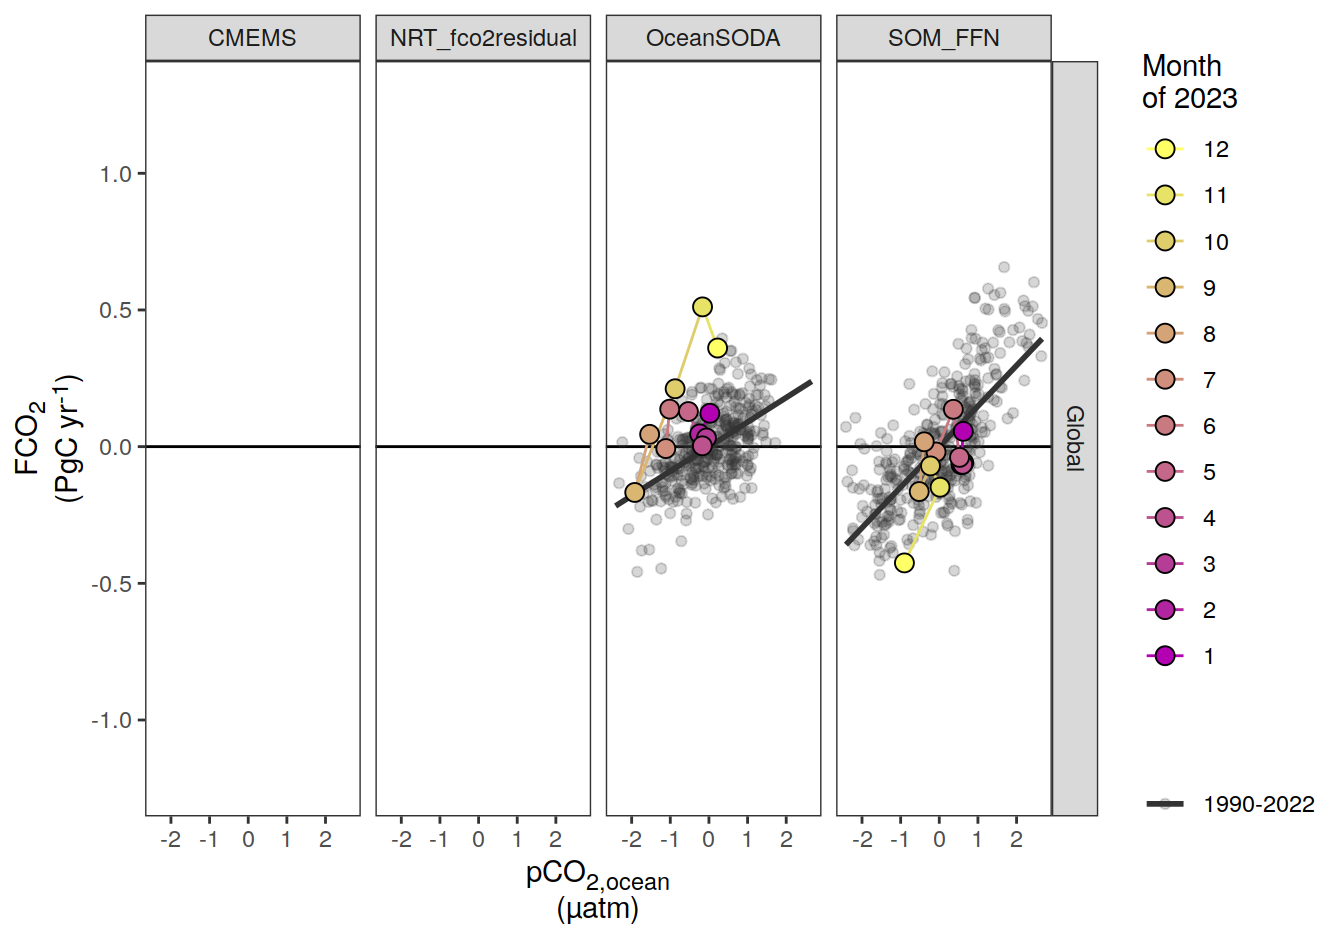 CMEMS NRT_fco2residual OceanSODA SOM_FFN
Global
FCO2
(PgC yr-1)
1.0
0.5
0.0
-0.5
-1.0
-2 -1 0 1 2 -2 -1 0 1 2 -2 -1 0 1 2 -2 -1 0 1 2
pCO2,ocean
(µatm)
Month
of 2023
12
11
10
9
8
7
6
5
4
3
2
1
1990-2022